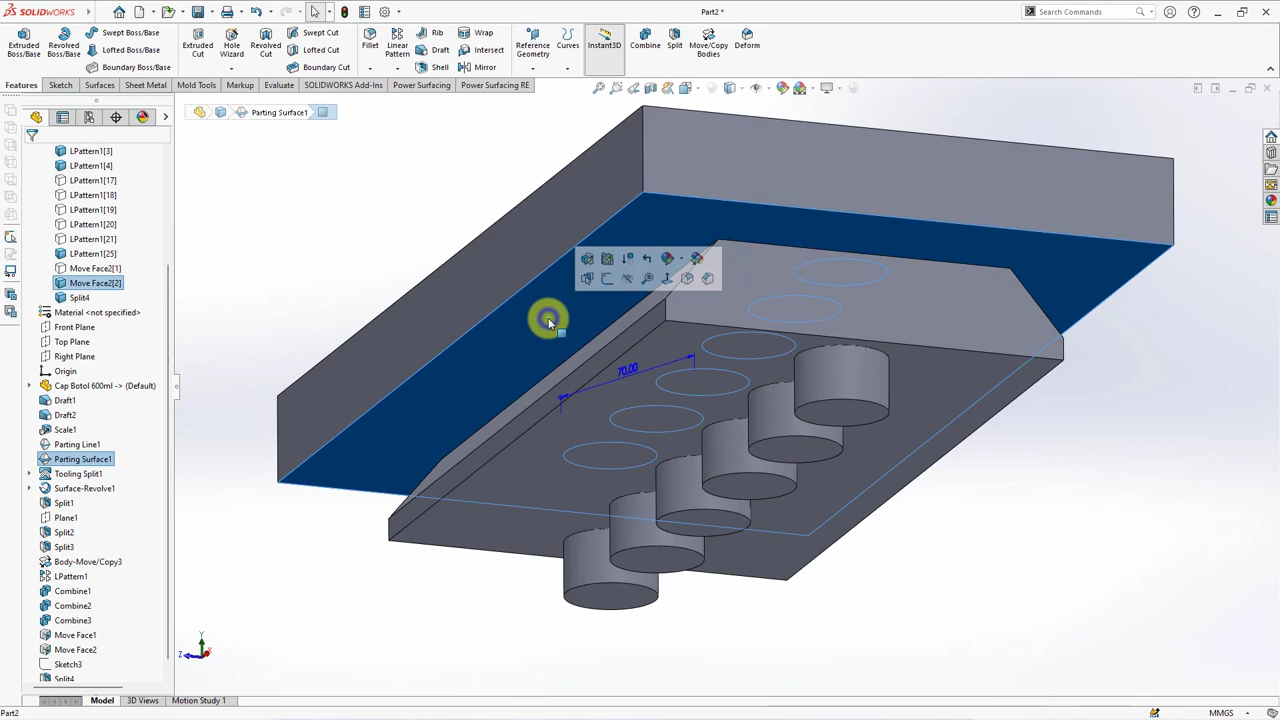 SOLIDWORKS
Part2 *
Search Commands
Extruded Boss/Base
Revolved Boss/Base
Swept Boss/Base
Lofted Boss/Base
Boundary Boss/Base
Extruded Cut
Hole Wizard
Revolved Cut
Swept Cut
Lofted Cut
Boundary Cut
Fillet
Linear Pattern
Rib
Draft
Shell
Wrap
Intersect
Mirror
Reference Geometry
Curves
Instant3D
Combine
Split
Move/Copy Bodies
Deform
Features
Sketch
Surfaces
Sheet Metal
Mold Tools
Markup
Evaluate
SOLIDWORKS Add-Ins
Power Surfacing
Power Surfacing RE
Parting Surface1
LPattern1[3]
LPattern1[4]
LPattern1[17]
LPattern1[18]
LPattern1[19]
LPattern1[20]
LPattern1[21]
LPattern1[25]
Move Face2[1]
Move Face2[2]
Split4
Material <not specified>
Front Plane
Top Plane
Right Plane
Origin
Cap Botol 600ml -> (Default)
Draft1
Draft2
Scale1
Parting Line1
Parting Surface1
Tooling Split1
Surface-Revolve1
Split1
Plane1
Split2
Split3
Body-Move/Copy3
LPattern1
Combine1
Combine2
Combine3
Move Face1
Move Face2
Sketch3
Split4
70,00
Y
Z
X
Model
3D Views
Motion Study 1
Part2
MMGS